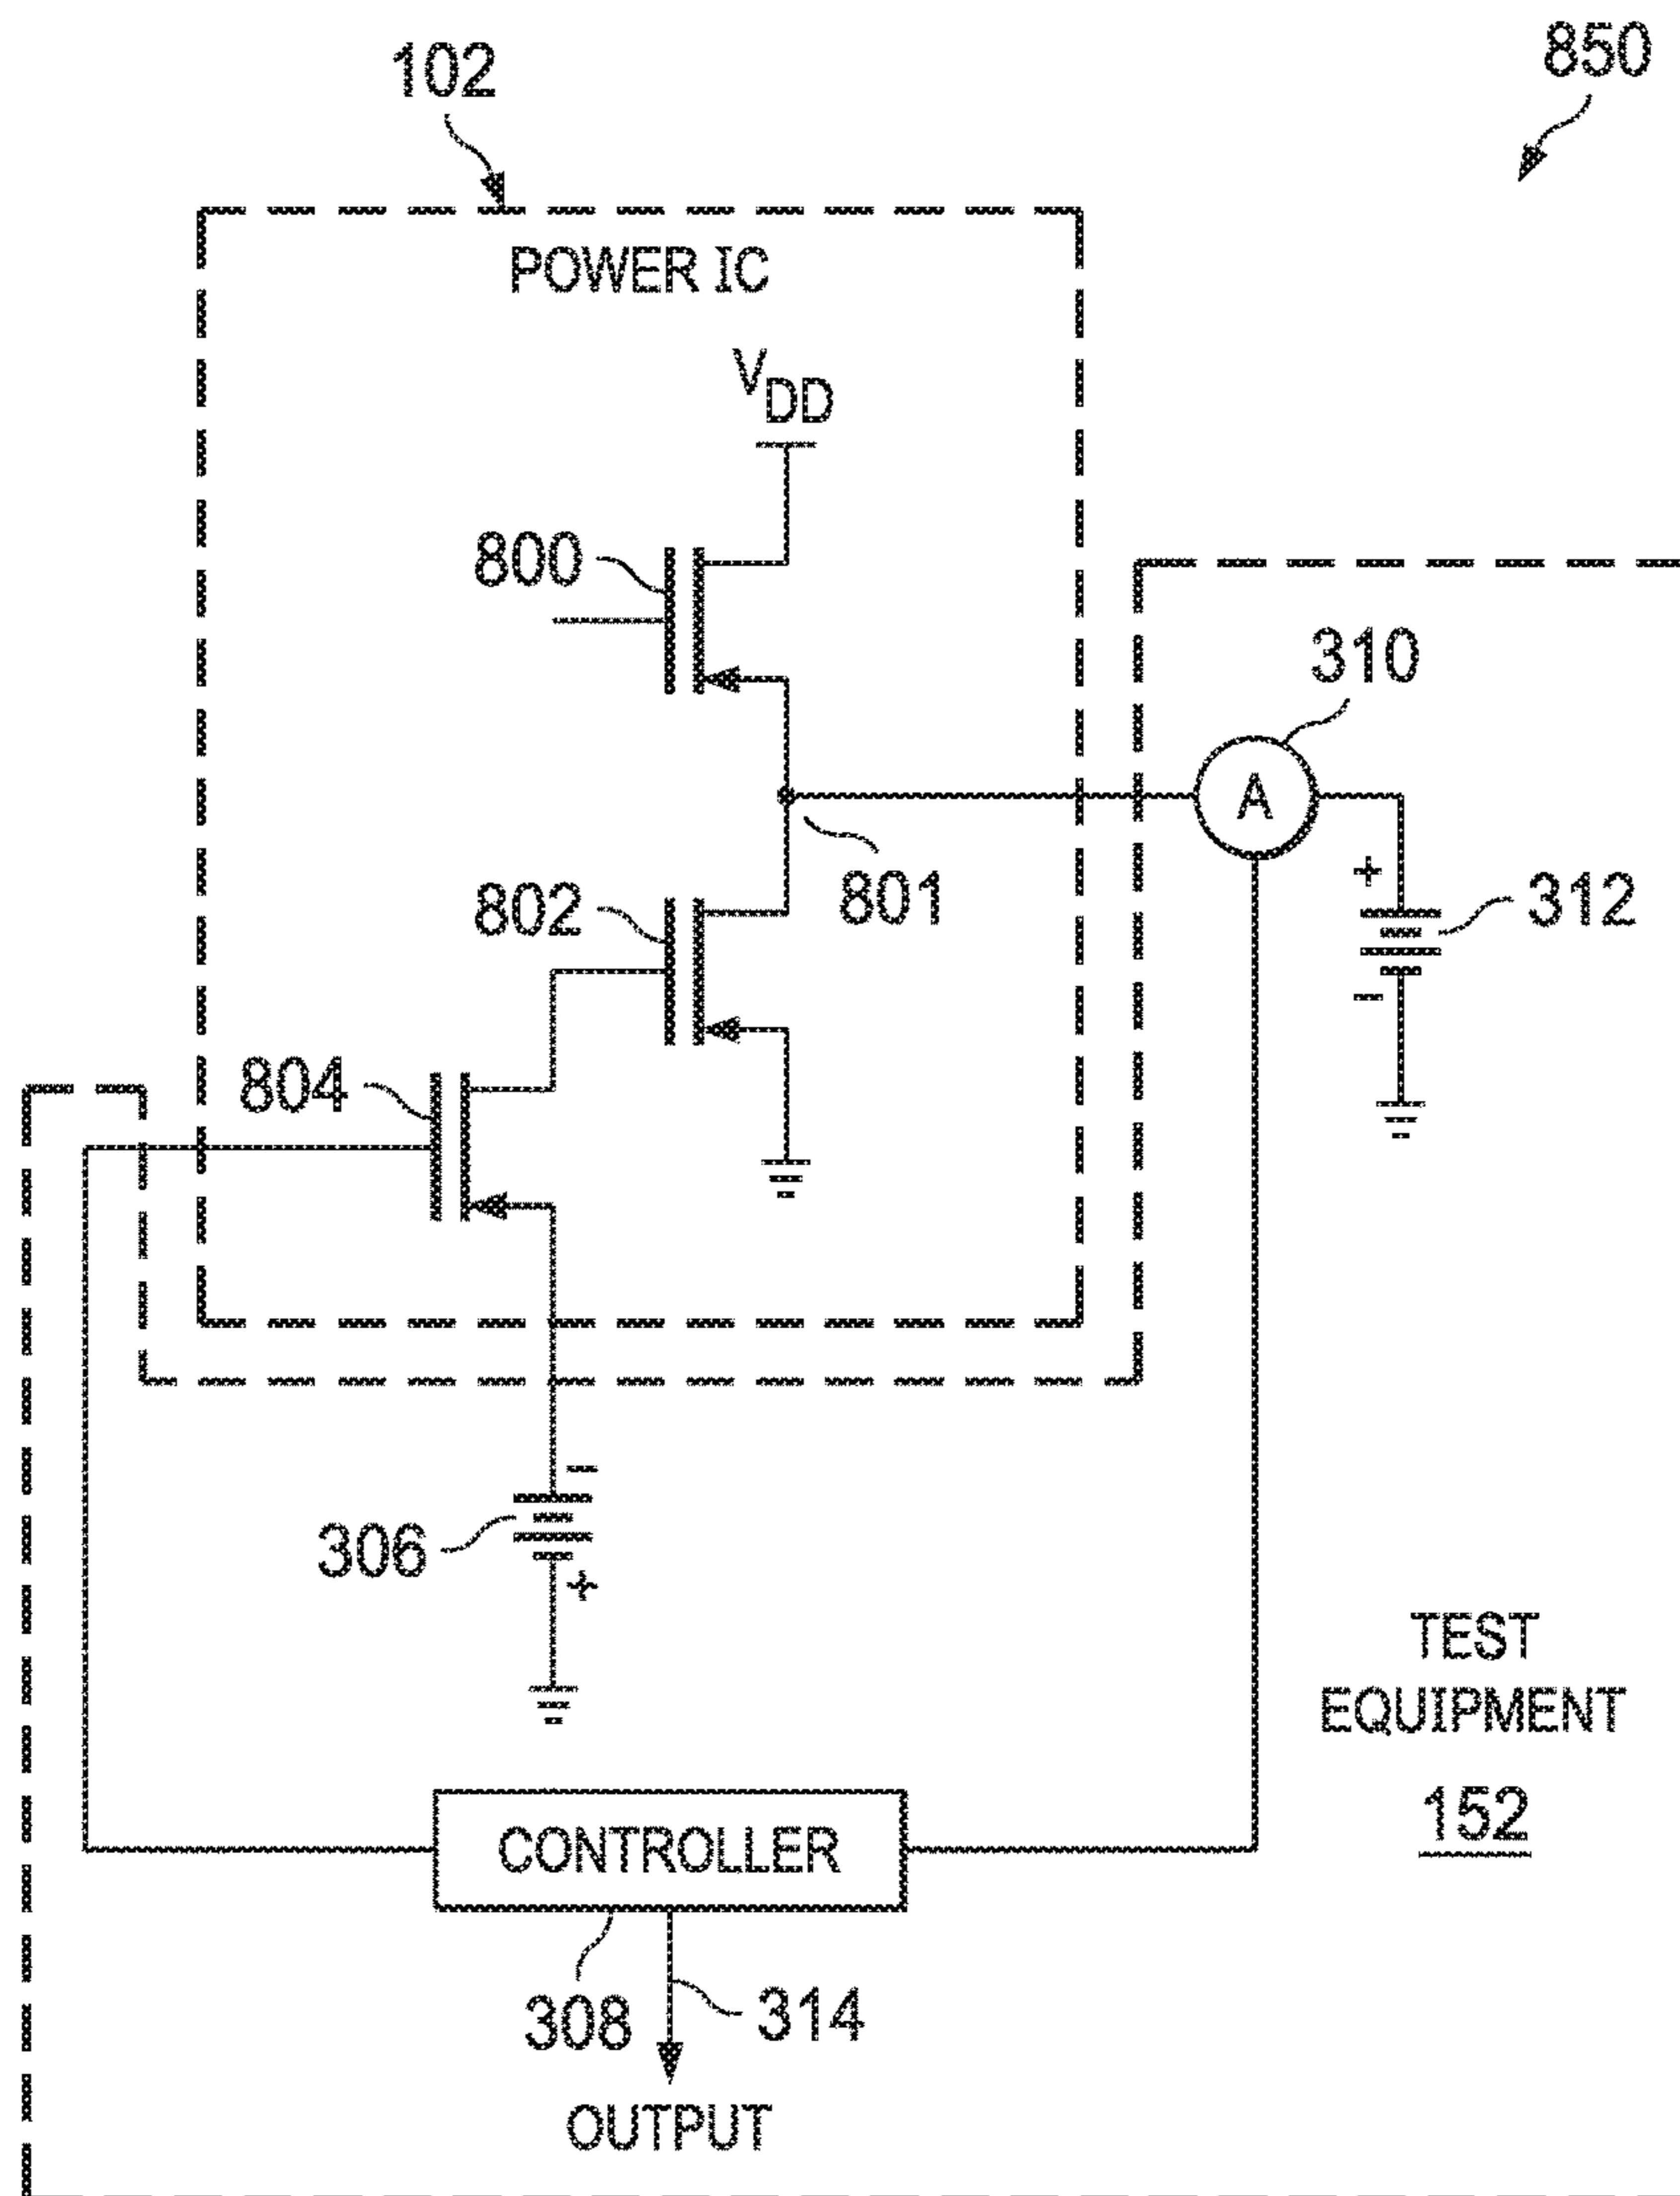 102
850
POWER IC
VDD
800
310
A
802
801
+
312
-
804
-
306
+
TEST
EQUIPMENT
152
CONTROLLER
308
314
OUTPUT